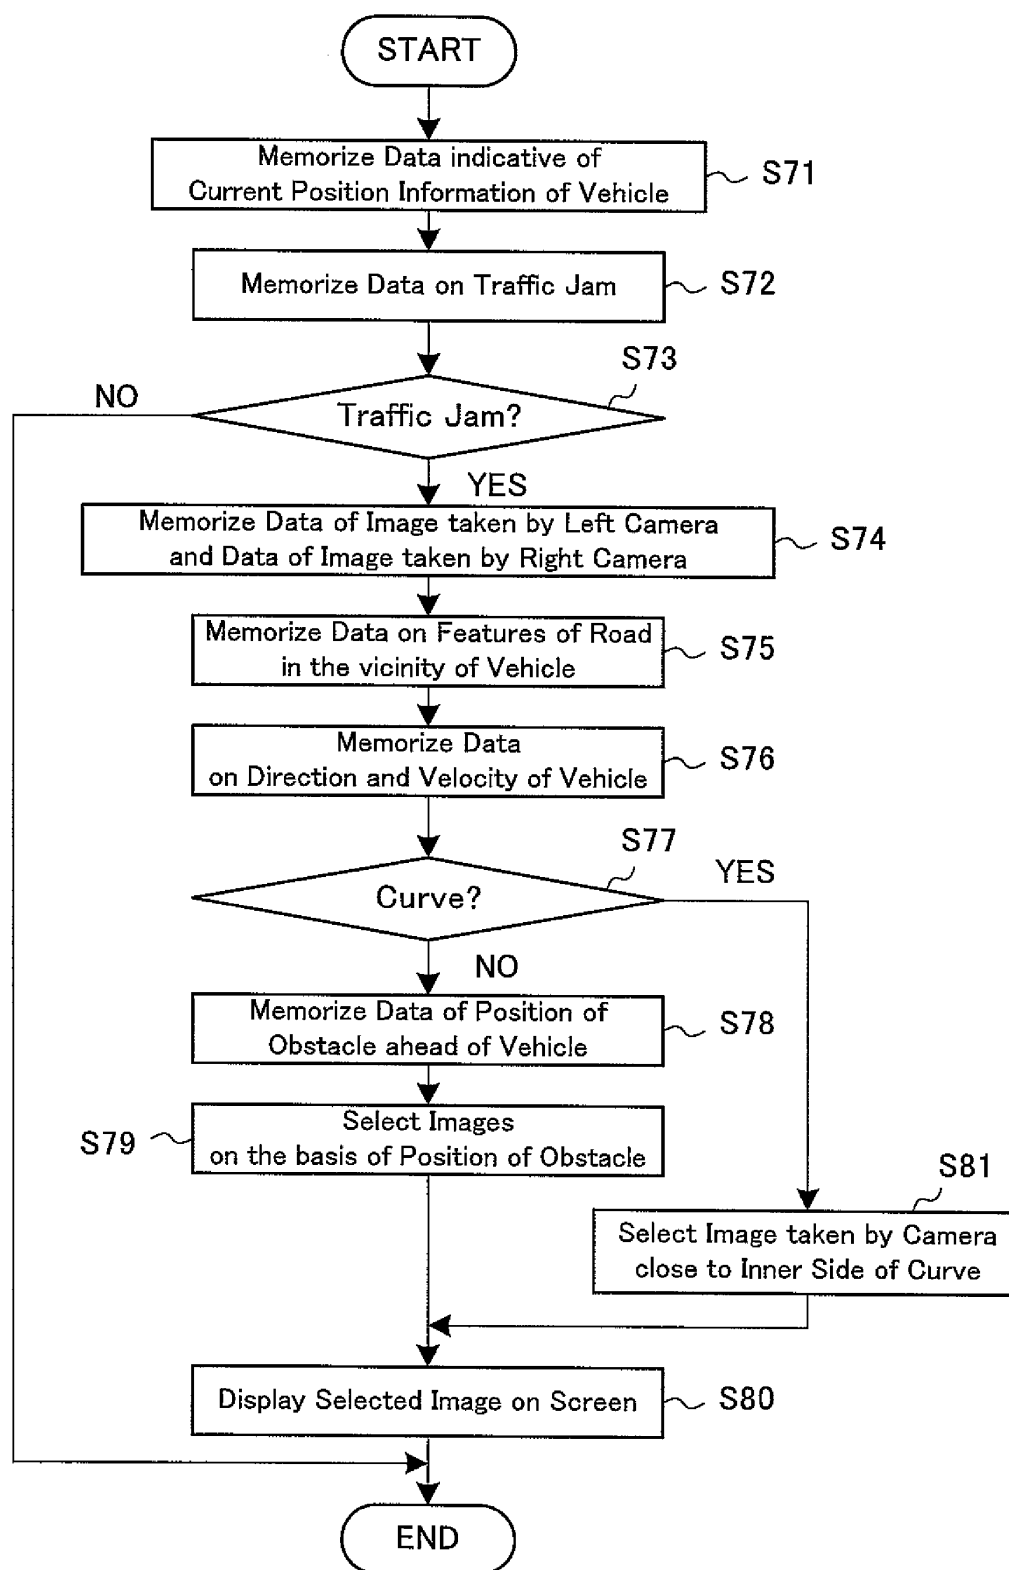 START
Memorize Data indicative of
Current Position Information of Vehicle
S71
Memorize Data on Traffic Jam
S72
S73
NO
Traffic Jam?
YES
Memorize Data of Image taken by Left Camera
and Data of Image taken by Right Camera
S74
Memorize Data on Features of Road
in the vicinity of Vehicle
S75
Memorize Data
on Direction and Velocity of Vehicle
S76
S77
YES
Curve?
NO
Memorize Data of Position of
Obstacle ahead of Vehicle
S78
S79
Select Images
on the basis of Position of Obstacle
S81
Select Image taken by Camera
close to Inner Side of Curve
Display Selected Image on Screen
S80
END